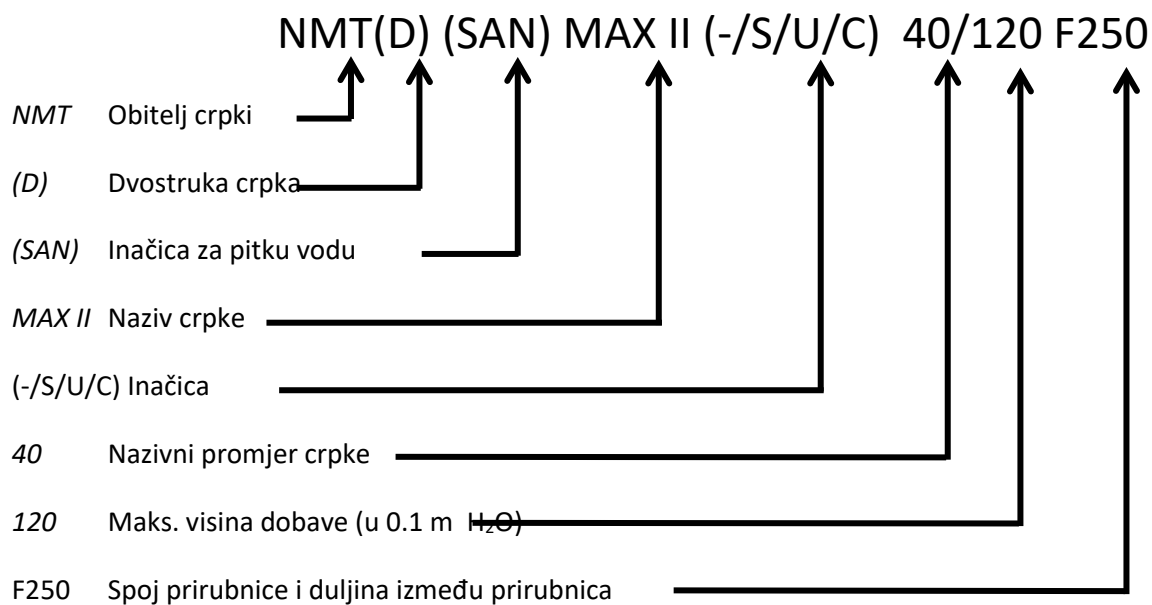 NMT(D) (SAN) MAX II (-/S/U/C) 40/120 F250
NMT Obitelj crpki
(D) Dvostruka crpka
(SAN) Inačica za pitku vodu
MAX II Naziv crpke
(-/S/U/C) Inačica
40 Nazivni promjer crpke
120 Maks. visina dobave (u 0.1 m H₂O)
F250 Spoj prirubnice i duljina između prirubnica